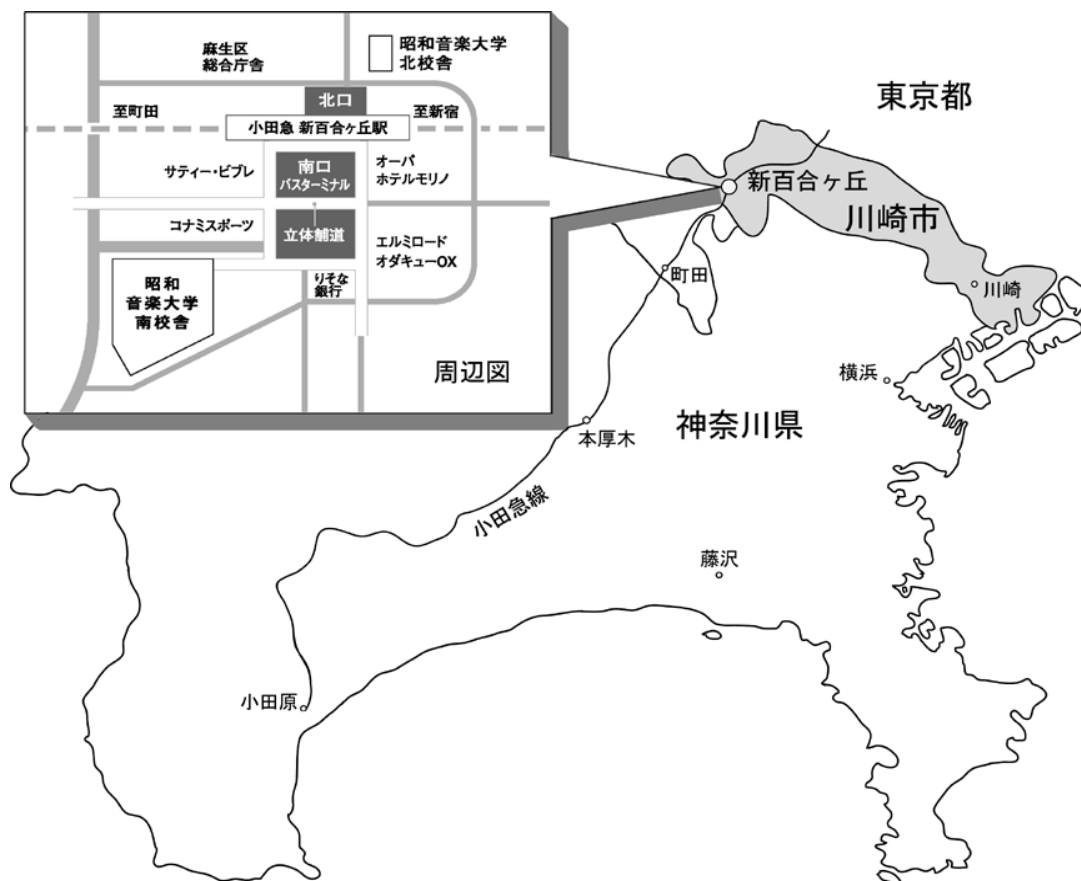 麻生区
総合庁舎
昭和音楽大学
北校舎
北口
至町田
至新宿
小田急 新百合ヶ丘駅
サティー・ビブレ
南口
バスターミナル
オーパ
ホテルモリノ
コナミスポーツ
立体舗道
エルミロード
オダキューOX
りそな
銀行
昭和
音楽大学
南校舎
周辺図
東京都
新百合ヶ丘
川崎市
町田
川崎
横浜
神奈川県
本厚木
小田急線
藤沢
小田原